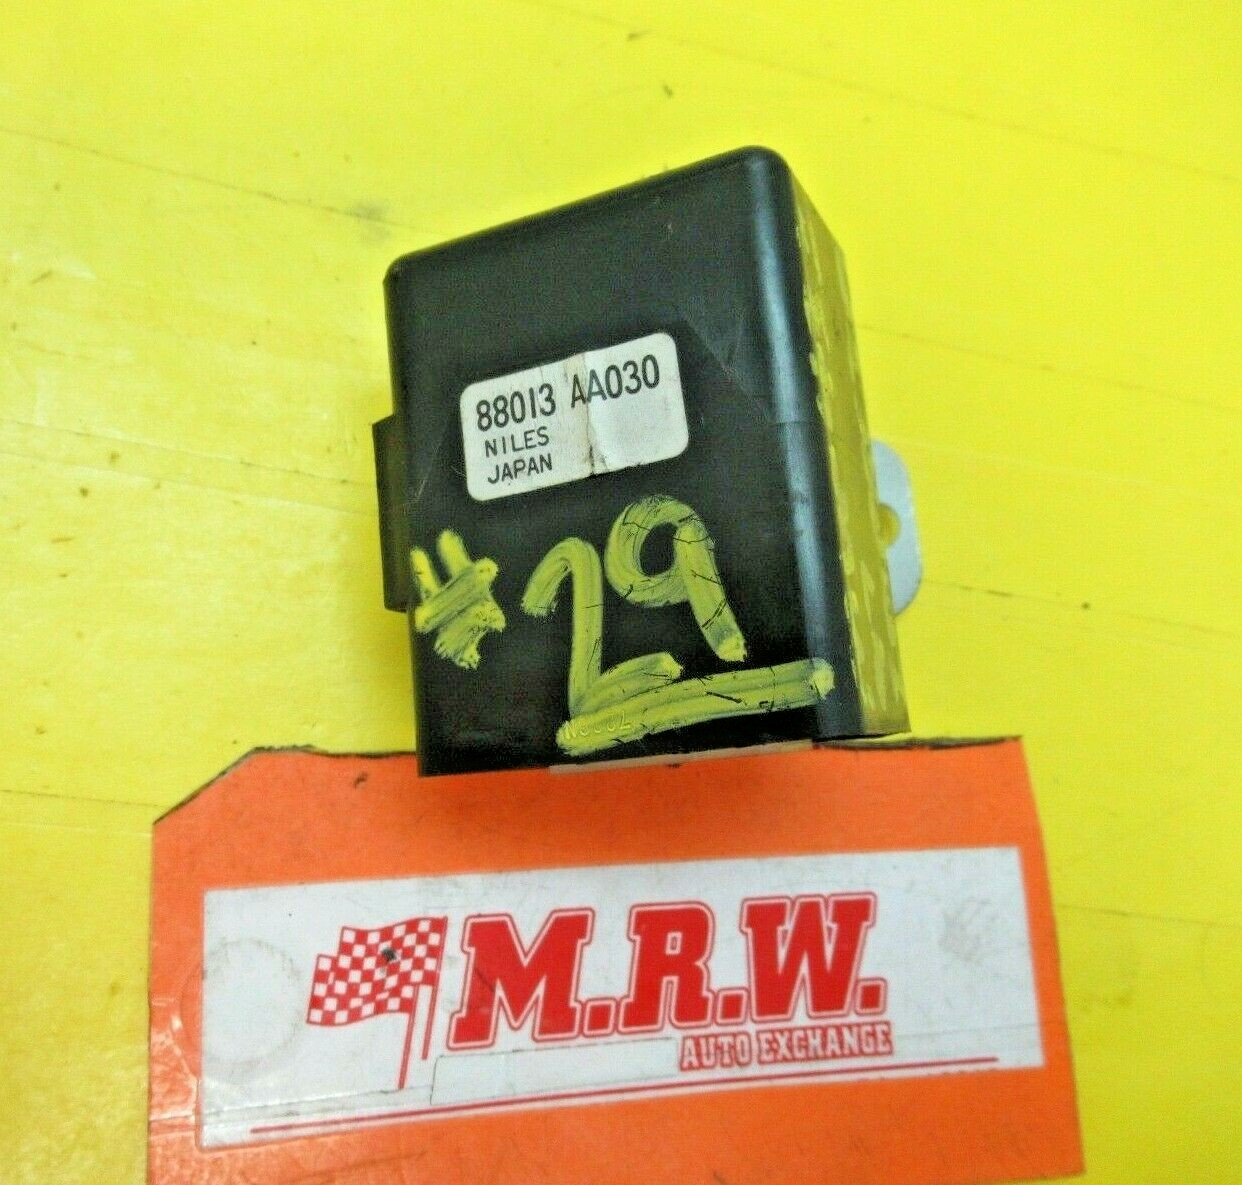 88013 AA030
NILES
JAPAN
#29
M.R.W.
AUTO EXCHANGE